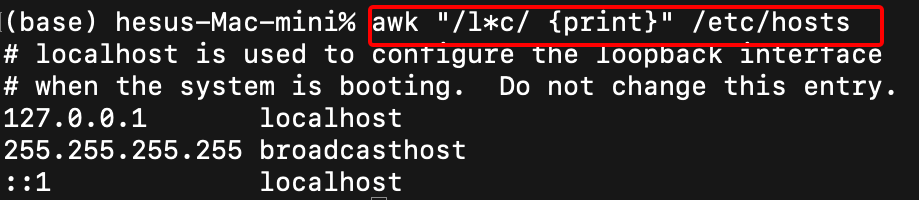 (base) hesus-Mac-mini% awk "/l*c/ {print}" /etc/hosts
# localhost is used to configure the loopback interface
# when the system is booting.  Do not change this entry.
127.0.0.1       localhost
255.255.255.255 broadcasthost
::1             localhost